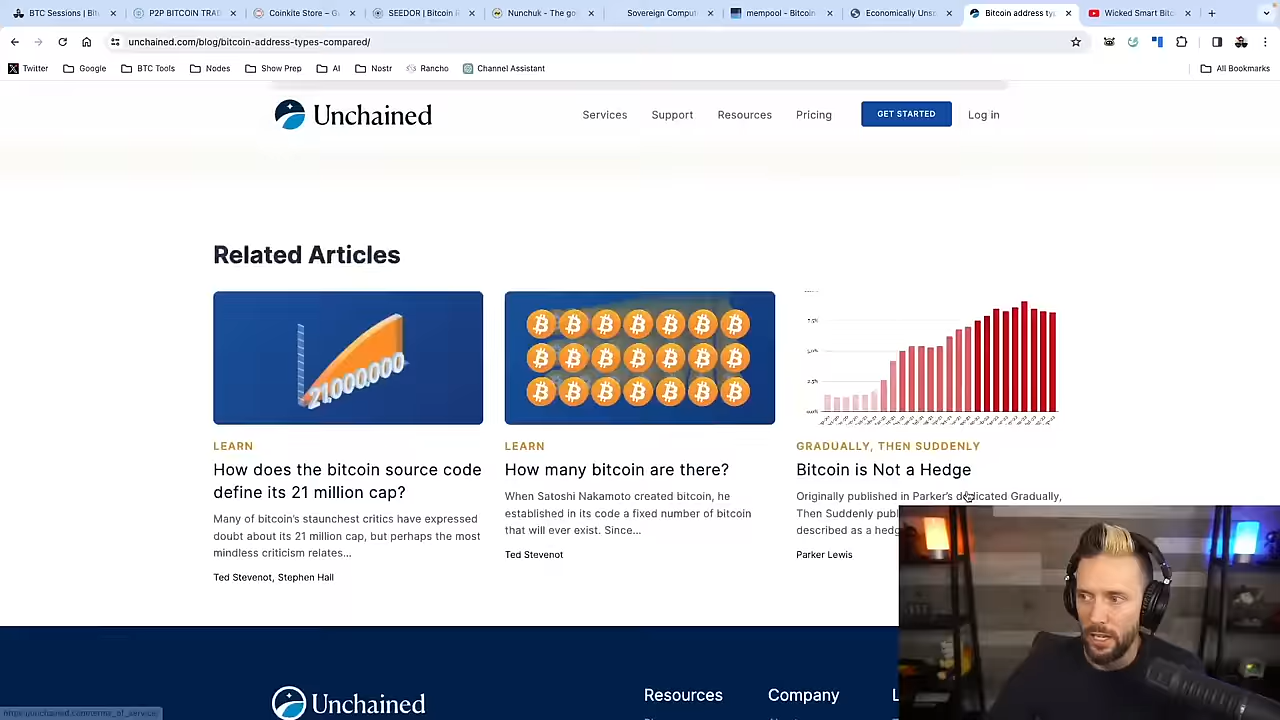 BTC Sessions | Bit
P2P BITCOIN TRAD
Coinkite Store – G
SEEDOR | Bitcoin
Nunchuk - The go
Sovereign Comput
mempool - Bitcoin
Economically Uns
Bitcoin address ty
Wicked Smart Bitc
unchained.com/blog/bitcoin-address-types-compared/
Twitter
Google
BTC Tools
Nodes
Show Prep
AI
Nostr
Rancho
Channel Assistant
All Bookmarks
Unchained
Services
Support
Resources
Pricing
GET STARTED
Log in
Related Articles
21,000,000
LEARN
How does the bitcoin source code
define its 21 million cap?
Many of bitcoin's staunchest critics have expressed
doubt about its 21 million cap, but perhaps the most
mindless criticism relates...
Ted Stevenot, Stephen Hall
LEARN
How many bitcoin are there?
When Satoshi Nakamoto created bitcoin, he
established in its code a fixed number of bitcoin
that will ever exist. Since...
Ted Stevenot
GRADUALLY, THEN SUDDENLY
Bitcoin is Not a Hedge
Originally published in Parker's dedicated Gradually,
Then Suddenly publ
described as a hedg
Parker Lewis
Unchained
Resources
Company